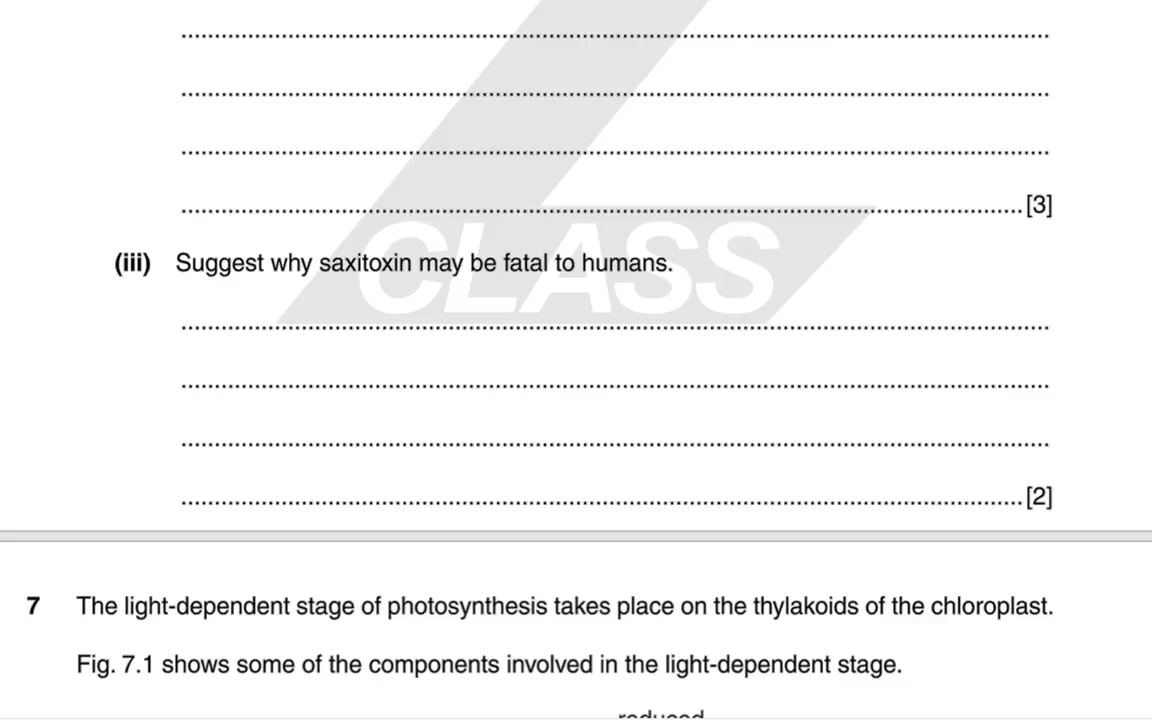 [3]
CLASS
(iii) Suggest why saxitoxin may be fatal to humans.
[2]
7 The light-dependent stage of photosynthesis takes place on the thylakoids of the chloroplast.
Fig. 7.1 shows some of the components involved in the light-dependent stage.
reduced